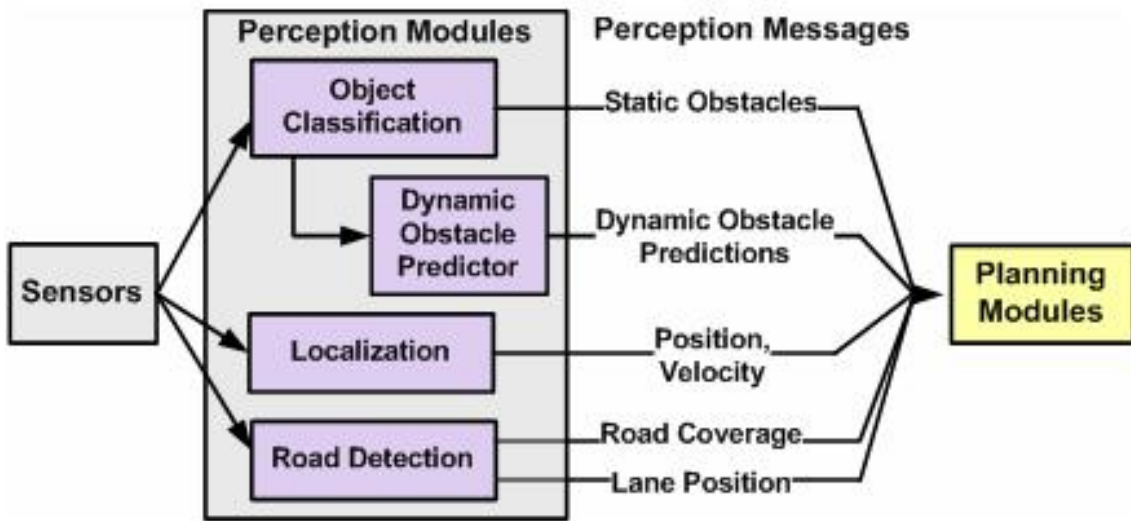 Perception Modules
Perception Messages
Object
Classification
Static Obstacles
Dynamic
Obstacle
Predictor
Dynamic Obstacle
Predictions
Sensors
Planning
Modules
Localization
Position,
Velocity
Road Detection
Road Coverage
Lane Position